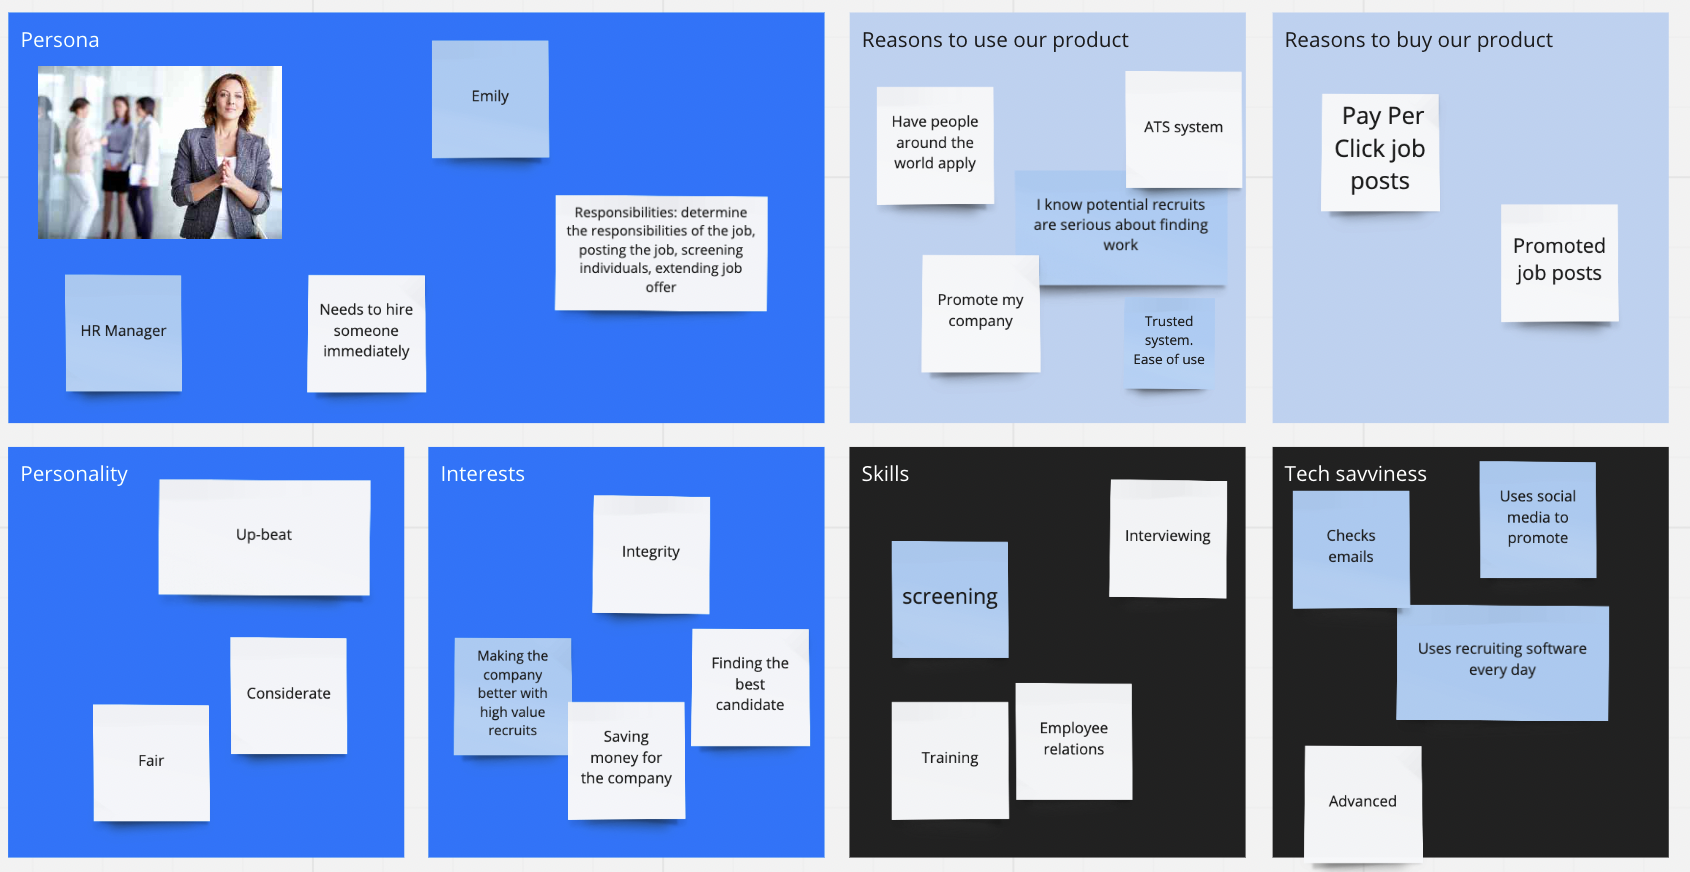 Persona
Emily
Responsibilities: determine
the responsibilities of the job,
posting the job, screening
individuals, extending job
offer
HR Manager
Needs to hire
someone
immediately
Reasons to use our product
Have people
around the
world apply
ATS system
I know potential recruits
are serious about finding
work
Promote my
company
Trusted
system.
Ease of use
Reasons to buy our product
Pay Per
Click job
posts
Promoted
job posts
Personality
Up-beat
Considerate
Fair
Interests
Integrity
Making the
company
better with
high value
recruits
Finding the
best
candidate
Saving
money for
the company
Skills
Interviewing
screening
Training
Employee
relations
Tech savviness
Checks
emails
Uses social
media to
promote
Uses recruiting software
every day
Advanced